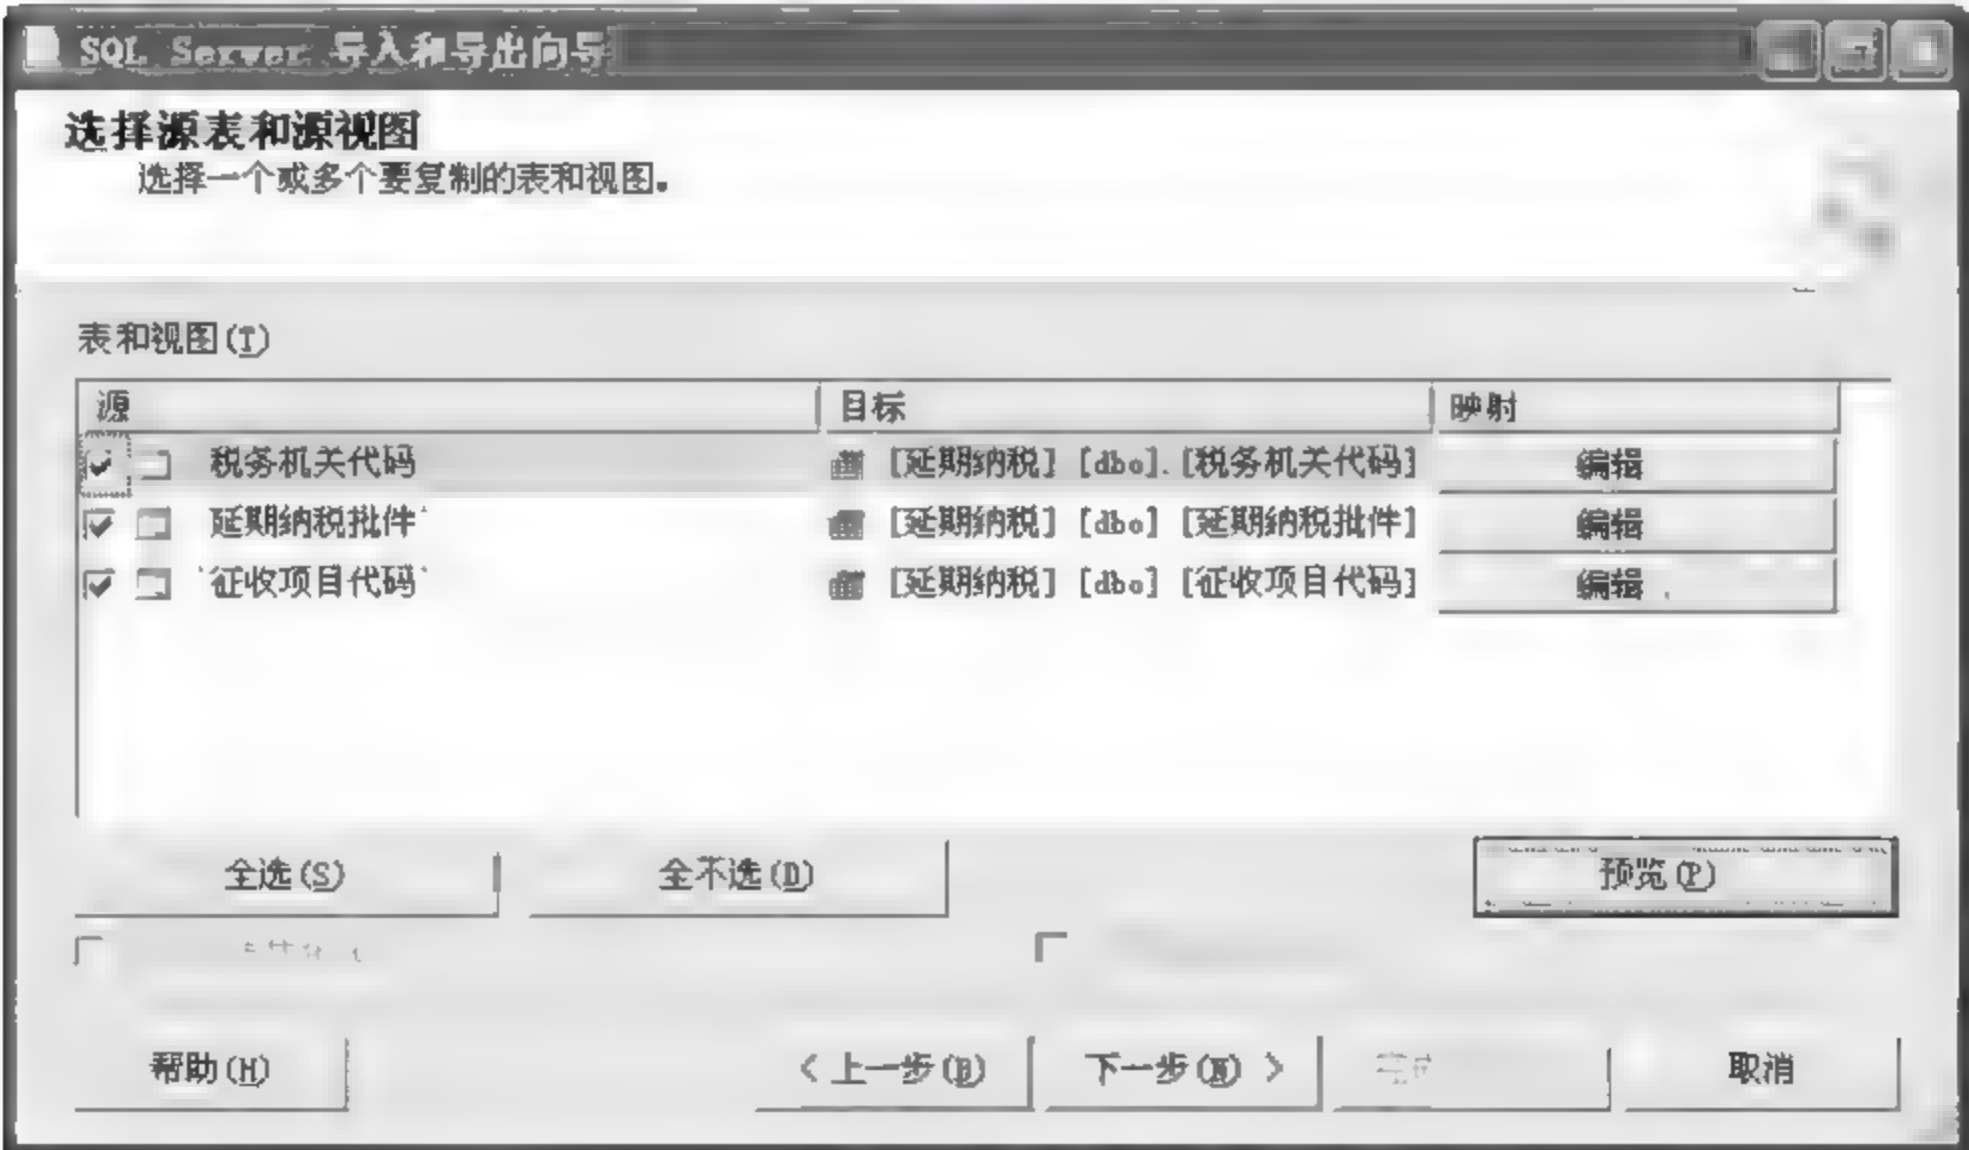 SQL Server 导入和导出向导
选择源表和源视图
选择一个或多个要复制的表和视图。
表和视图(T)
源 目标 映射
税务机关代码 [延期纳税] [dbo].[税务机关代码] 编辑
延期纳税批件 [延期纳税] [dbo] [延期纳税批件] 编辑
征收项目代码 [延期纳税] [dbo] [征收项目代码] 编辑
全选(S) 全不选(D) 预览(P)
帮助(H) < 上一步(B) 下一步(N) > 取消